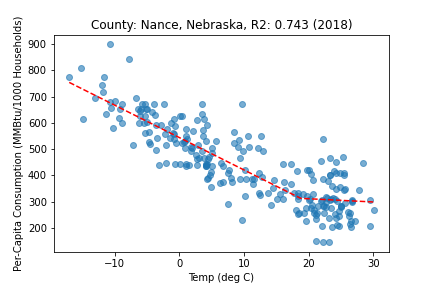 County: Nance, Nebraska, R2: 0.743 (2018)
Per-Capita Consumption (MMBtu/1000 Households)
900
800
700
600
500
400
300
200
−10 0 10 20 30
Temp (deg C)